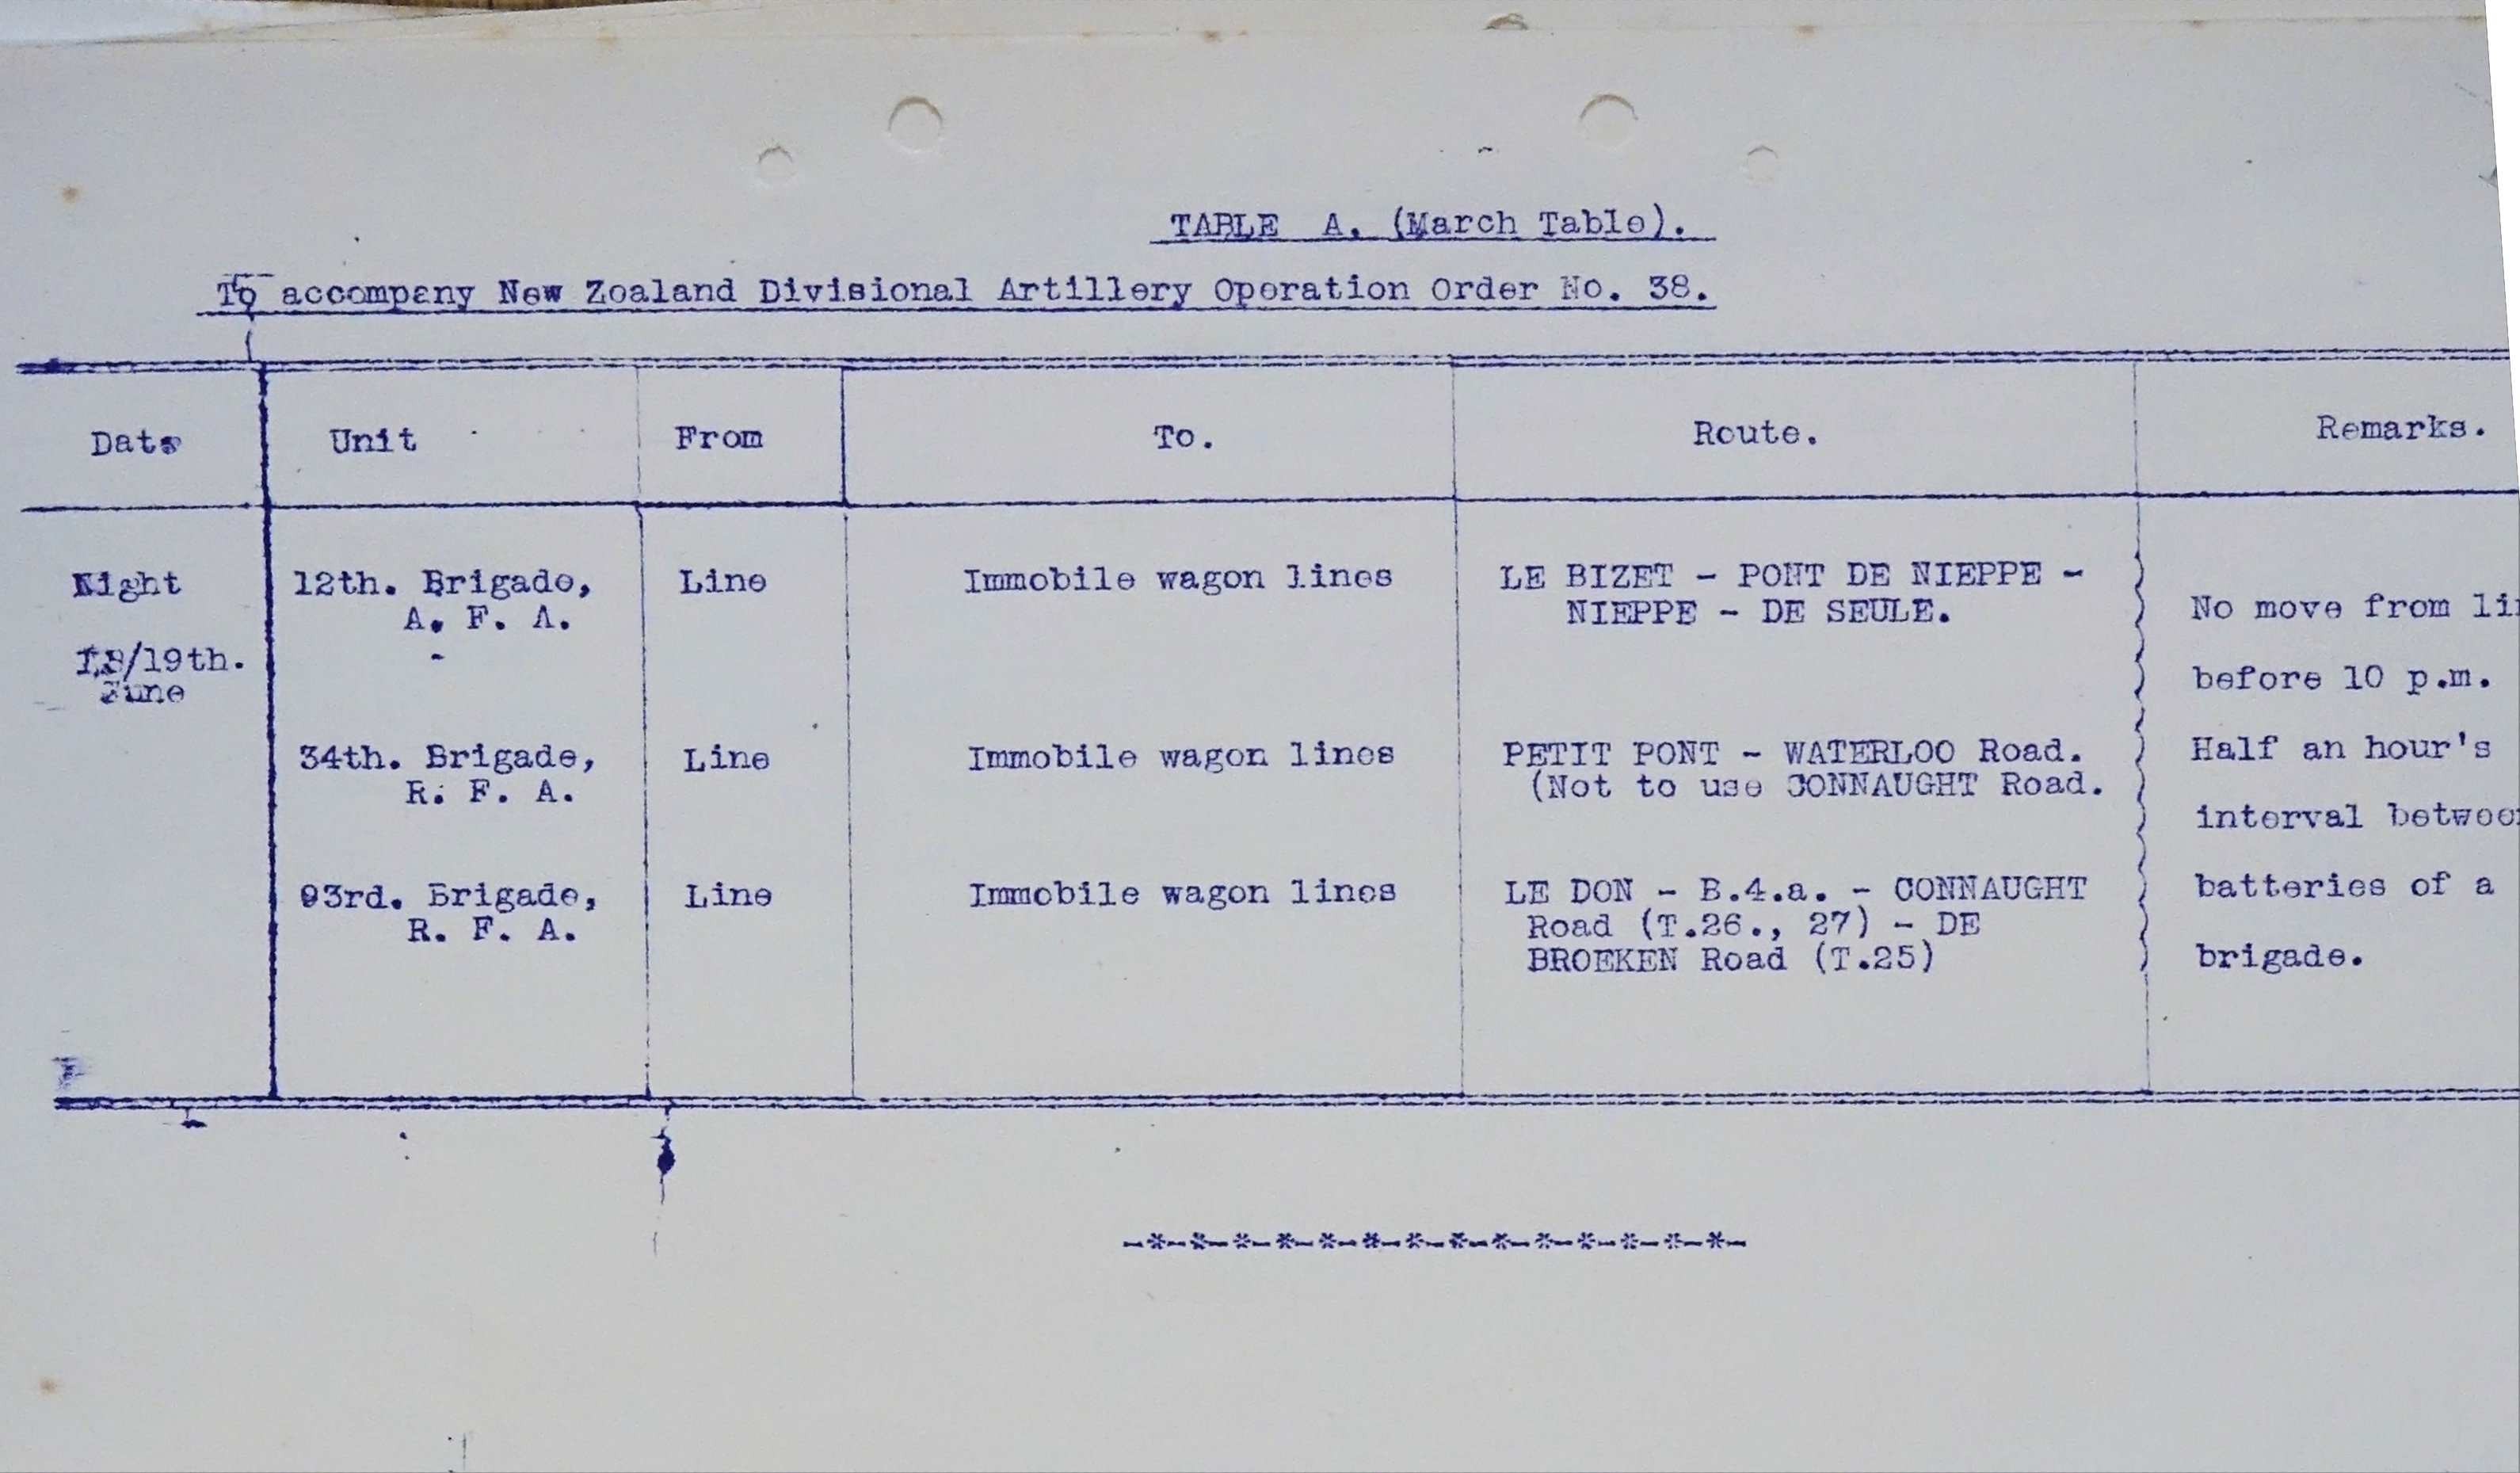 TABLE A. (March Table).
To accompany New Zealand Divisional Artillery Operation Order No. 38.
Date Unit From To. Route. Remarks.
Night 12th. Brigade, Line Immobile wagon lines LE BIZET - PONT DE NIEPPE -
A. F. A. NIEPPE - DE SEULE. No move from
18/19th.
June before 10 p.m.
34th. Brigade, Line Immobile wagon lines PETIT PONT - WATERLOO Road. Half an hour's
R. F. A. (Not to use CONNAUGHT Road.
interval
93rd. Brigade, Line Immobile wagon lines LE DON - B.4.a. - CONNAUGHT batteries of a
R. F. A. Road (T.26., 27) - DE
BROEKEN Road (T.25) brigade.
-*-*-*-*-*-*-*-*-*-*-*-*-*-*-